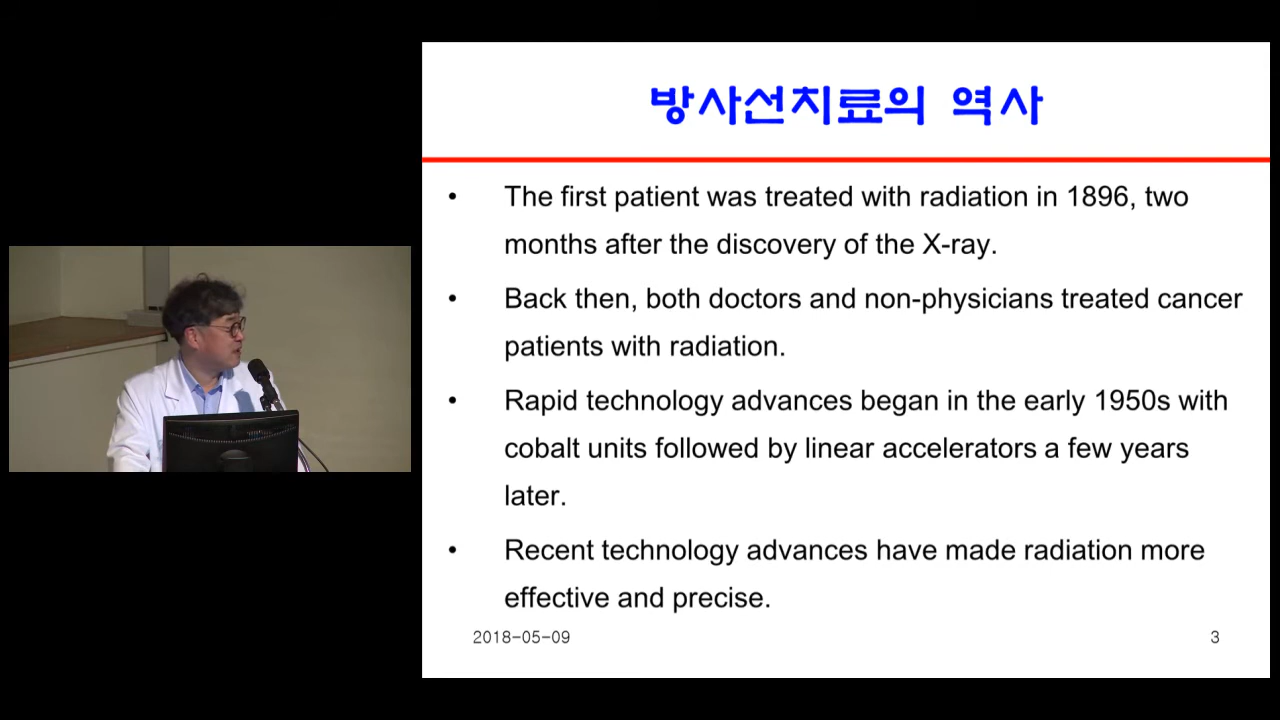 방사선치료의 역사
• The first patient was treated with radiation in 1896, two
months after the discovery of the X-ray.
• Back then, both doctors and non-physicians treated cancer
patients with radiation.
• Rapid technology advances began in the early 1950s with
cobalt units followed by linear accelerators a few years
later.
• Recent technology advances have made radiation more
effective and precise.
2018-05-09
3